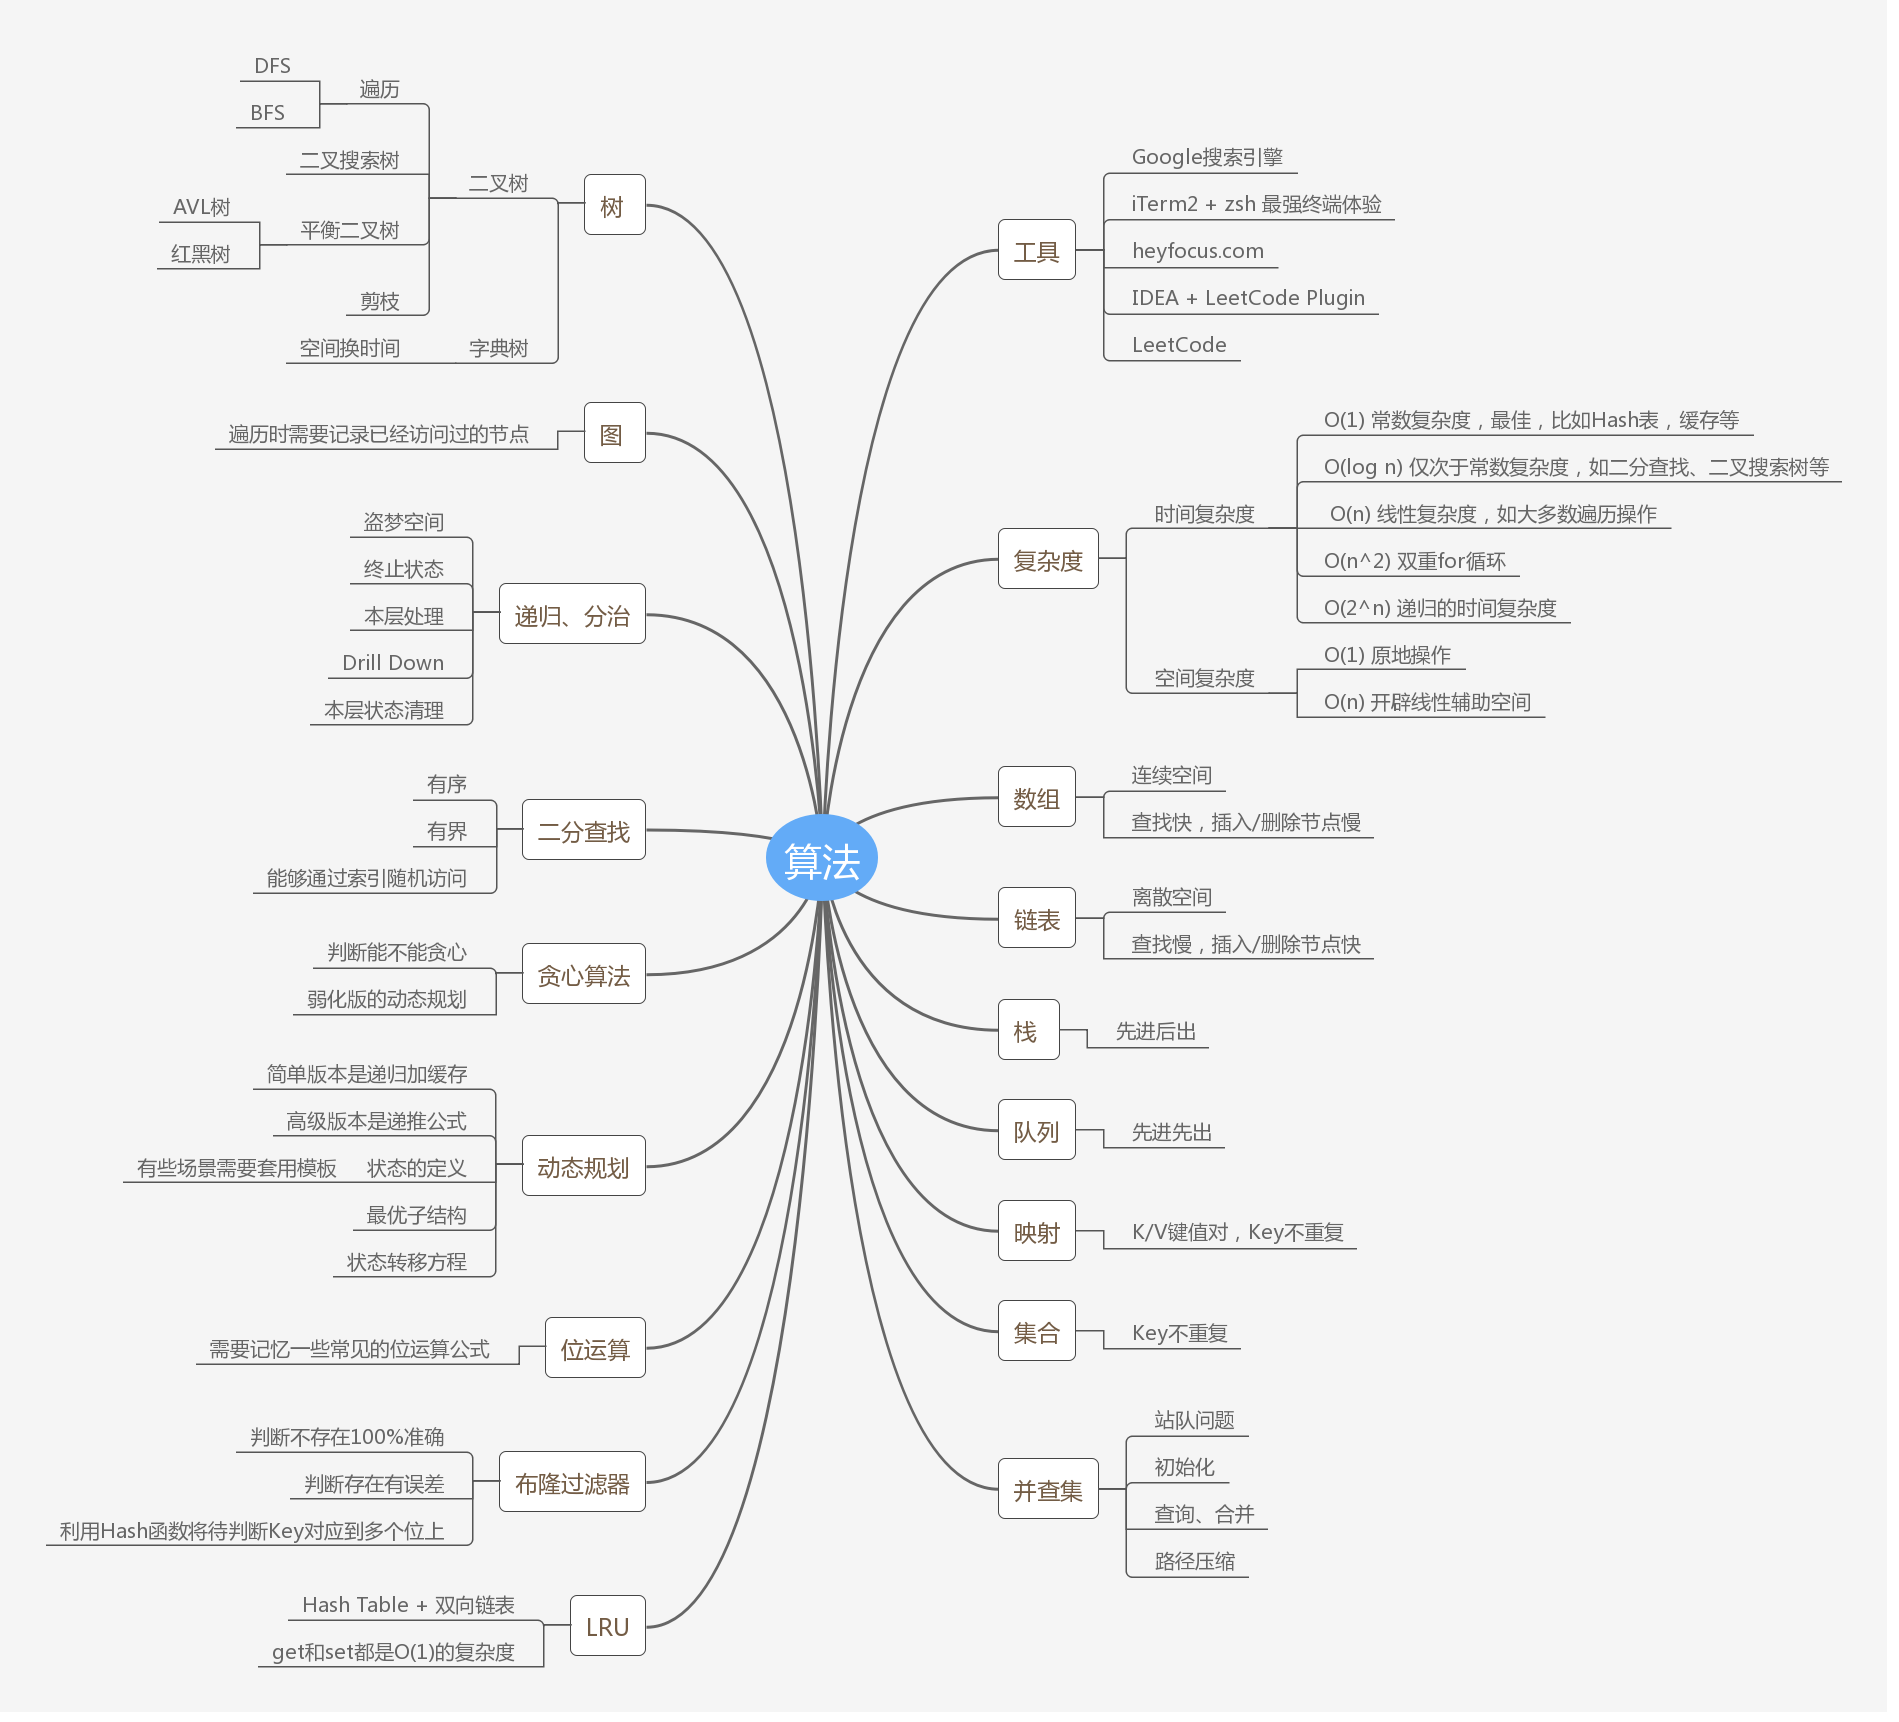 算法
工具
Google搜索引擎
iTerm2 + zsh 最强终端体验
heyfocus.com
IDEA + LeetCode Plugin
LeetCode
复杂度
时间复杂度
O(1) 常数复杂度，最佳，比如Hash表，缓存等
O(log n) 仅次于常数复杂度，如二分查找、二叉搜索树等
O(n) 线性复杂度，如大多数遍历操作
O(n^2) 双重for循环
O(2^n) 递归的时间复杂度
空间复杂度
O(1) 原地操作
O(n) 开辟线性辅助空间
数组
连续空间
查找快，插入/删除节点慢
链表
离散空间
查找慢，插入/删除节点快
栈
先进后出
队列
先进先出
映射
K/V键值对，Key不重复
集合
Key不重复
并查集
站队问题
初始化
查询、合并
路径压缩
树
二叉树
遍历
DFS
BFS
二叉搜索树
平衡二叉树
AVL树
红黑树
剪枝
字典树
空间换时间
图
遍历时需要记录已经访问过的节点
递归、分治
盗梦空间
终止状态
本层处理
Drill Down
本层状态清理
二分查找
有序
有界
能够通过索引随机访问
贪心算法
判断能不能贪心
弱化版的动态规划
动态规划
简单版本是递归加缓存
高级版本是递推公式
状态的定义
有些场景需要套用模板
最优子结构
状态转移方程
位运算
需要记忆一些常见的位运算公式
布隆过滤器
判断不存在100%准确
判断存在有误差
利用Hash函数将待判断Key对应到多个位上
LRU
Hash Table + 双向链表
get和set都是O(1)的复杂度